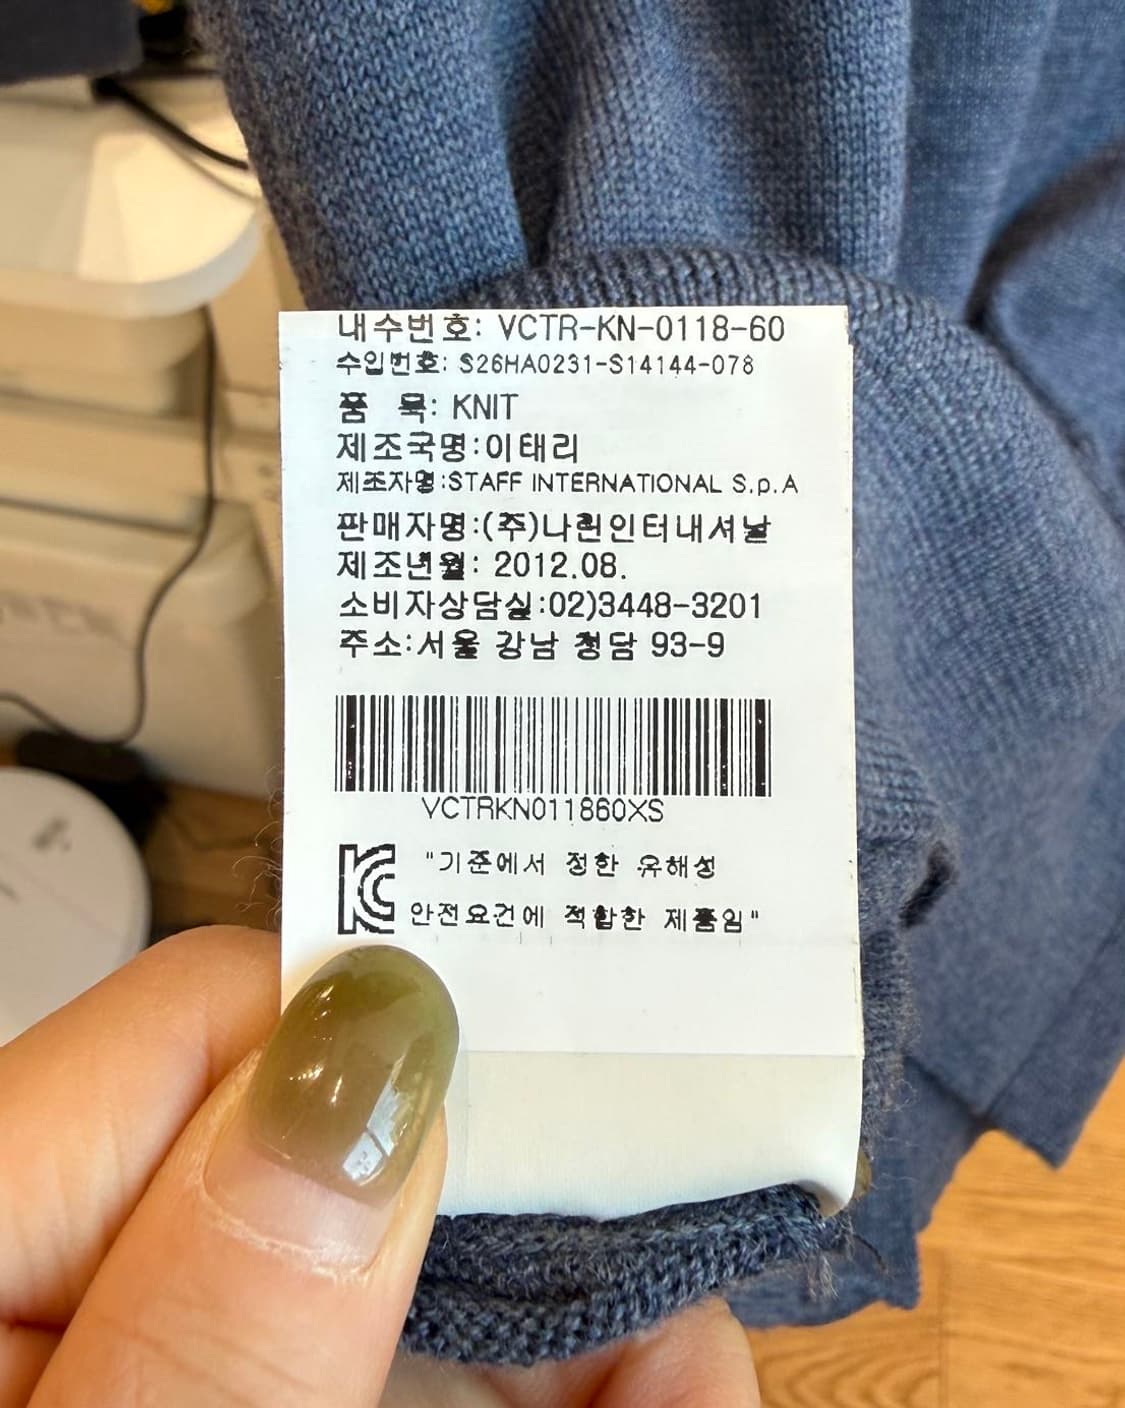 내수번호: VCTR-KN-0118-60
수입번호: S26HA0231-S14144-078
품 목: KNIT
제조국명:이태리
제조자명:STAFF INTERNATIONAL S.p.A
판매자명:(주)나린인터내셔날
제조년월: 2012.08.
소비자상담실:02)3448-3201
주소:서울 강남 청담 93-9
VCTRKN011860XS
KC
"기준에서 정한 유해성
안전요건에 적합한 제품임"